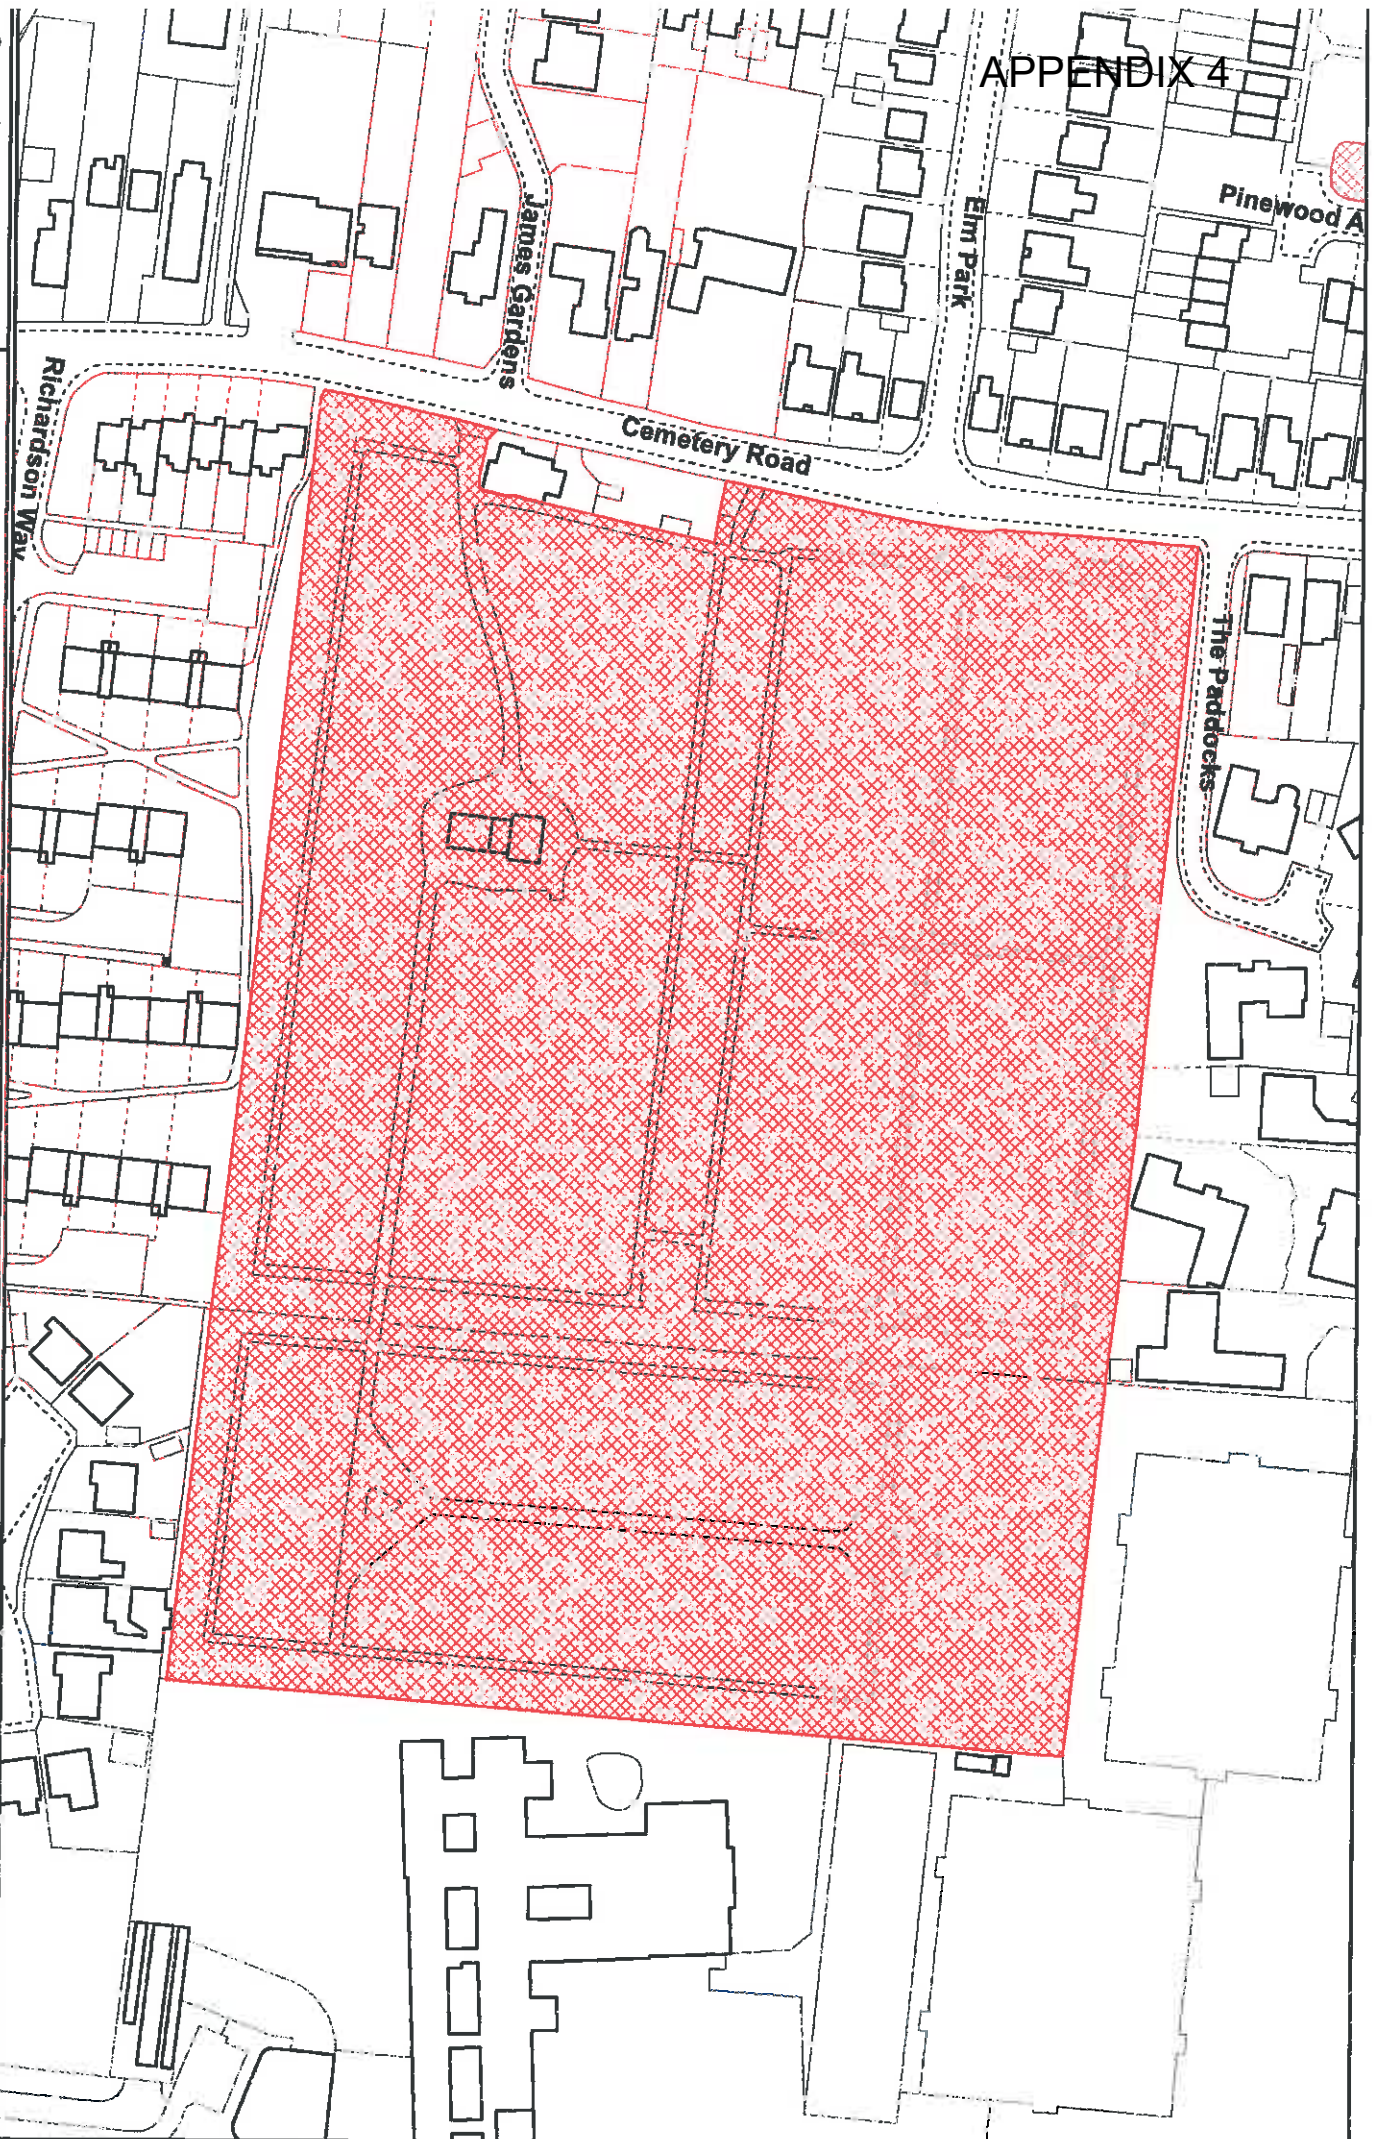 APPENDIX 4
Pinewood A
James Gardens
Elm Park
Richardson Way
Cemetery Road
The Paddocks